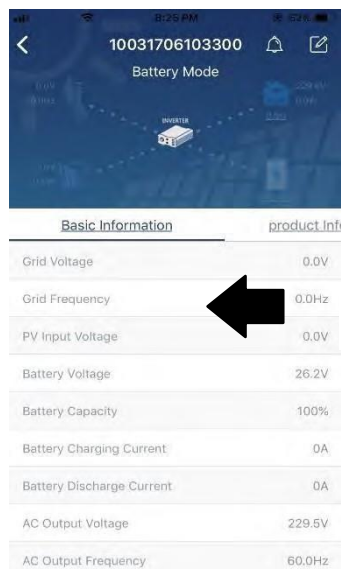 8:25 PM
10031706103300
Battery Mode
INVERTER
Basic Information
product Inf
Grid Voltage 0.0V
Grid Frequency 0.0Hz
PV Input Voltage 0.0V
Battery Voltage 26.2V
Battery Capacity 100%
Battery Charging Current 0A
Battery Discharge Current 0A
AC Output Voltage 229.5V
AC Output Frequency 60.0Hz